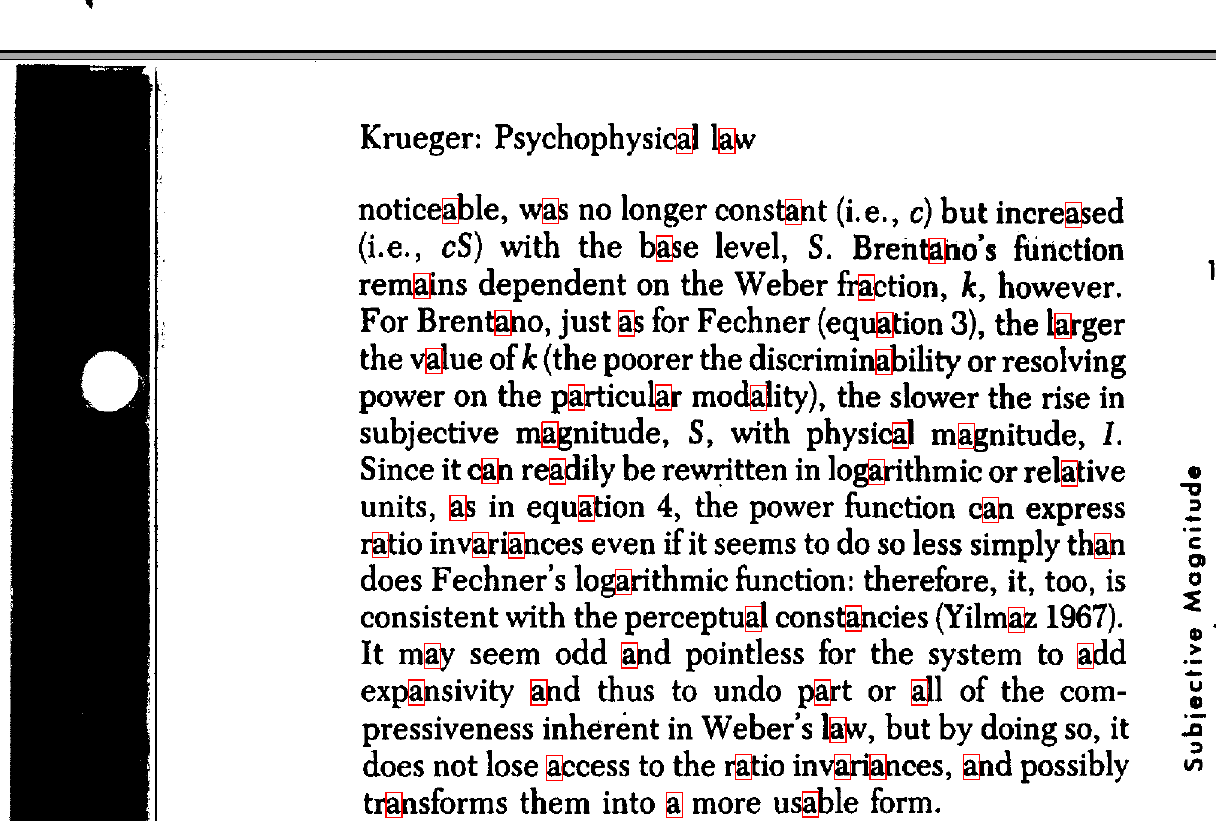 Krueger: Psychophysical law
noticeable, was no longer constant (i.e., c) but increased
(i.e., cS) with the base level, S. Brentano's function
remains dependent on the Weber fraction, k, however.
For Brentano, just as for Fechner (equation 3), the larger
the value of k (the poorer the discriminability or resolving
power on the particular modality), the slower the rise in
subjective magnitude, S, with physical magnitude, I.
Since it can readily be rewritten in logarithmic or relative
units, as in equation 4, the power function can express
ratio invariances even if it seems to do so less simply than
does Fechner's logarithmic function: therefore, it, too, is
consistent with the perceptual constancies (Yilmaz 1967).
It may seem odd and pointless for the system to add
expansivity and thus to undo part or all of the com-
pressiveness inherent in Weber's law, but by doing so, it
does not lose access to the ratio invariances, and possibly
transforms them into a more usable form.
Subjective Magnitude